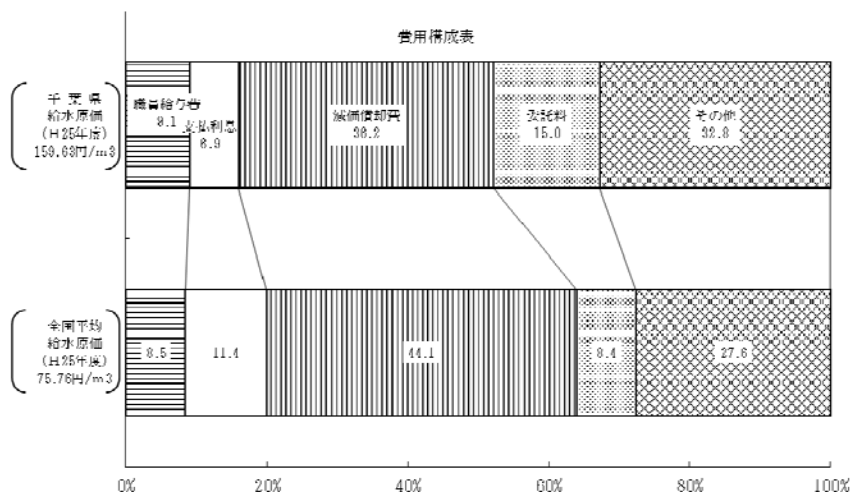 費用構成表
千葉県
給水原価
(H25年度)
159.63円/m3
職員給与費
9.1
支払利息
6.9
減価償却費
36.2
委託料
15.0
その他
32.8
全国平均
給水原価
(H25年度)
75.76円/m3
8.5
11.4
44.1
8.4
27.6
0%
20%
40%
60%
80%
100%